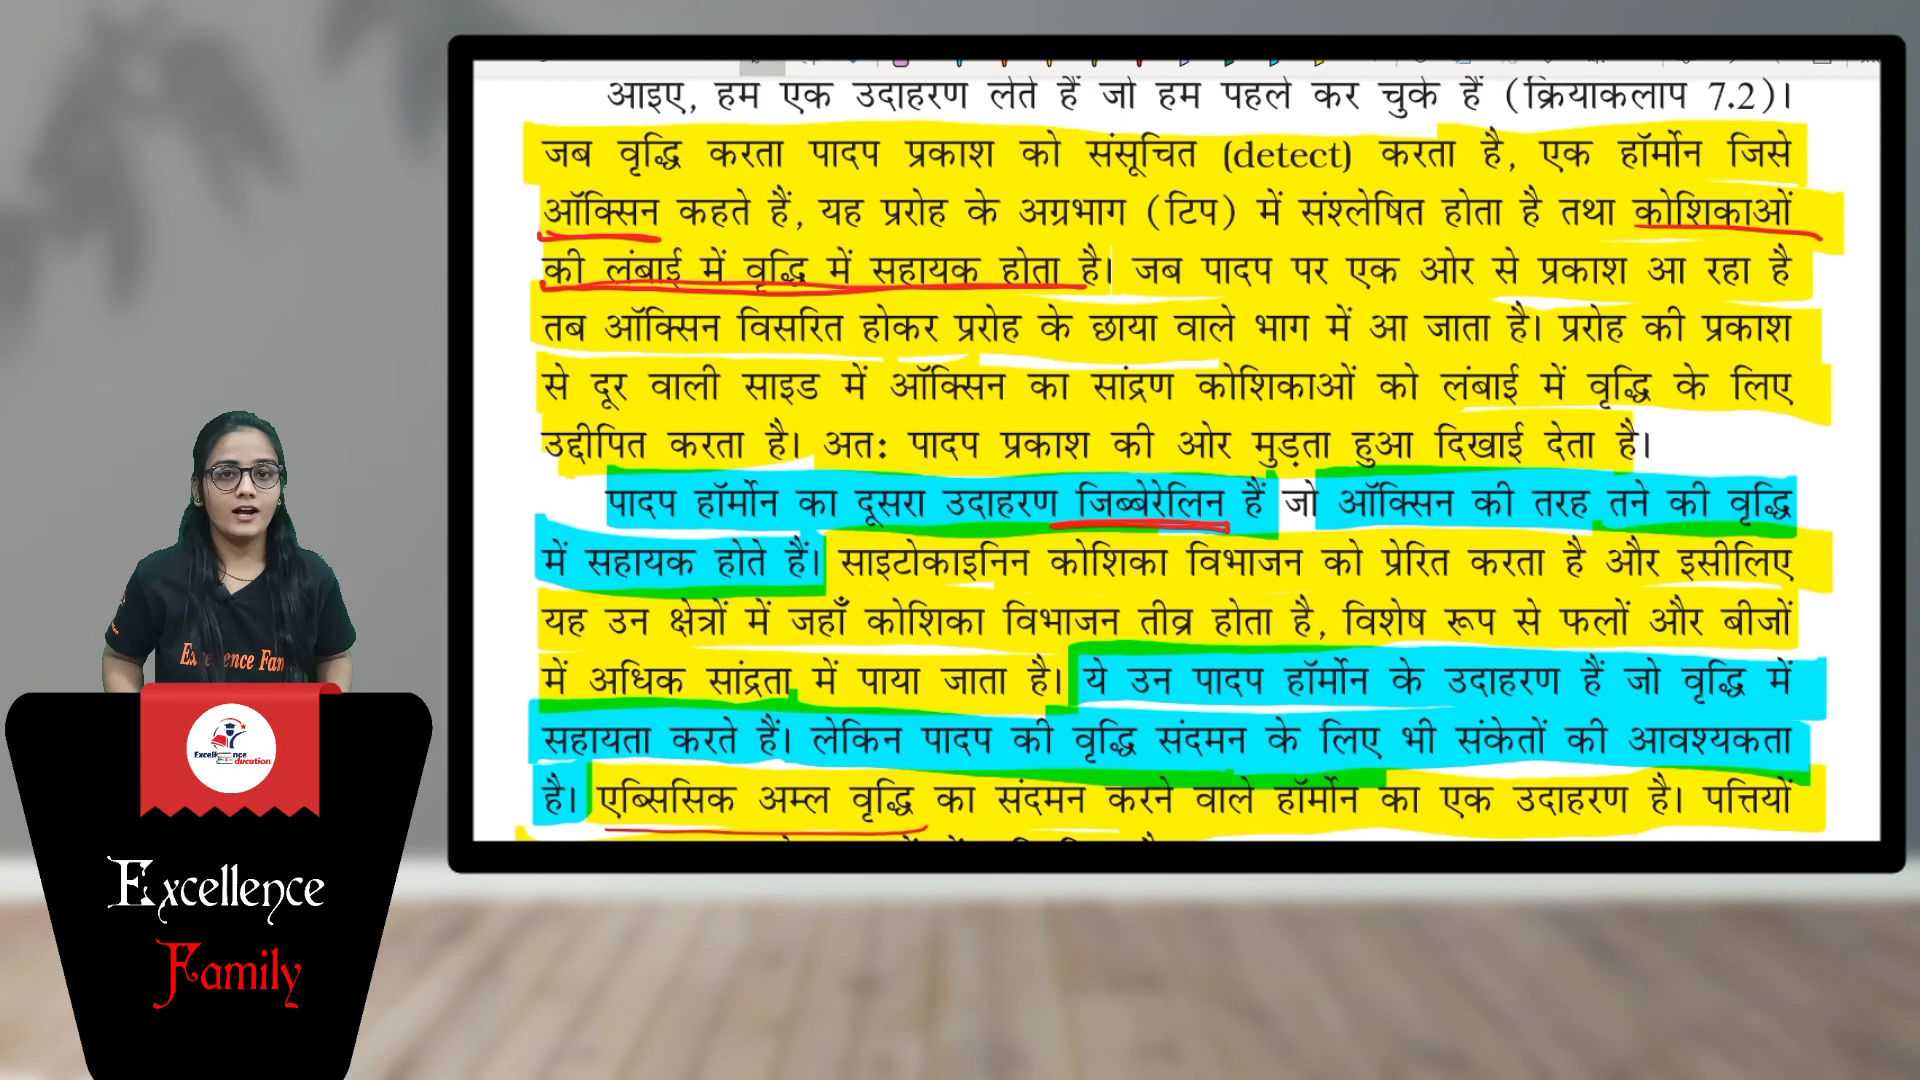 आइए, हम एक उदाहरण लेते हैं जो हम पहले कर चुके हैं (क्रियाकलाप 7.2)।
जब वृद्धि करता पादप प्रकाश को संसूचित (detect) करता है, एक हॉर्मोन जिसे
ऑक्सिन कहते हैं, यह प्ररोह के अग्रभाग (टिप) में संश्लेषित होता है तथा कोशिकाओं
की लंबाई में वृद्धि में सहायक होता है। जब पादप पर एक ओर से प्रकाश आ रहा है
तब ऑक्सिन विसरित होकर प्ररोह के छाया वाले भाग में आ जाता है। प्ररोह की प्रकाश
से दूर वाली साइड में ऑक्सिन का सांद्रण कोशिकाओं को लंबाई में वृद्धि के लिए
उद्दीपित करता है। अतः पादप प्रकाश की ओर मुड़ता हुआ दिखाई देता है।
पादप हॉर्मोन का दूसरा उदाहरण जिब्बेरेलिन हैं जो ऑक्सिन की तरह तने की वृद्धि
में सहायक होते हैं। साइटोकाइनिन कोशिका विभाजन को प्रेरित करता है और इसीलिए
यह उन क्षेत्रों में जहाँ कोशिका विभाजन तीव्र होता है, विशेष रूप से फलों और बीजों
में अधिक सांद्रता में पाया जाता है। ये उन पादप हॉर्मोन के उदाहरण हैं जो वृद्धि में
सहायता करते हैं। लेकिन पादप की वृद्धि संदमन के लिए भी संकेतों की आवश्यकता
है। एब्सिसिक अम्ल वृद्धि का संदमन करने वाले हॉर्मोन का एक उदाहरण है। पत्तियों
Excellence
Education
Excellence
Family